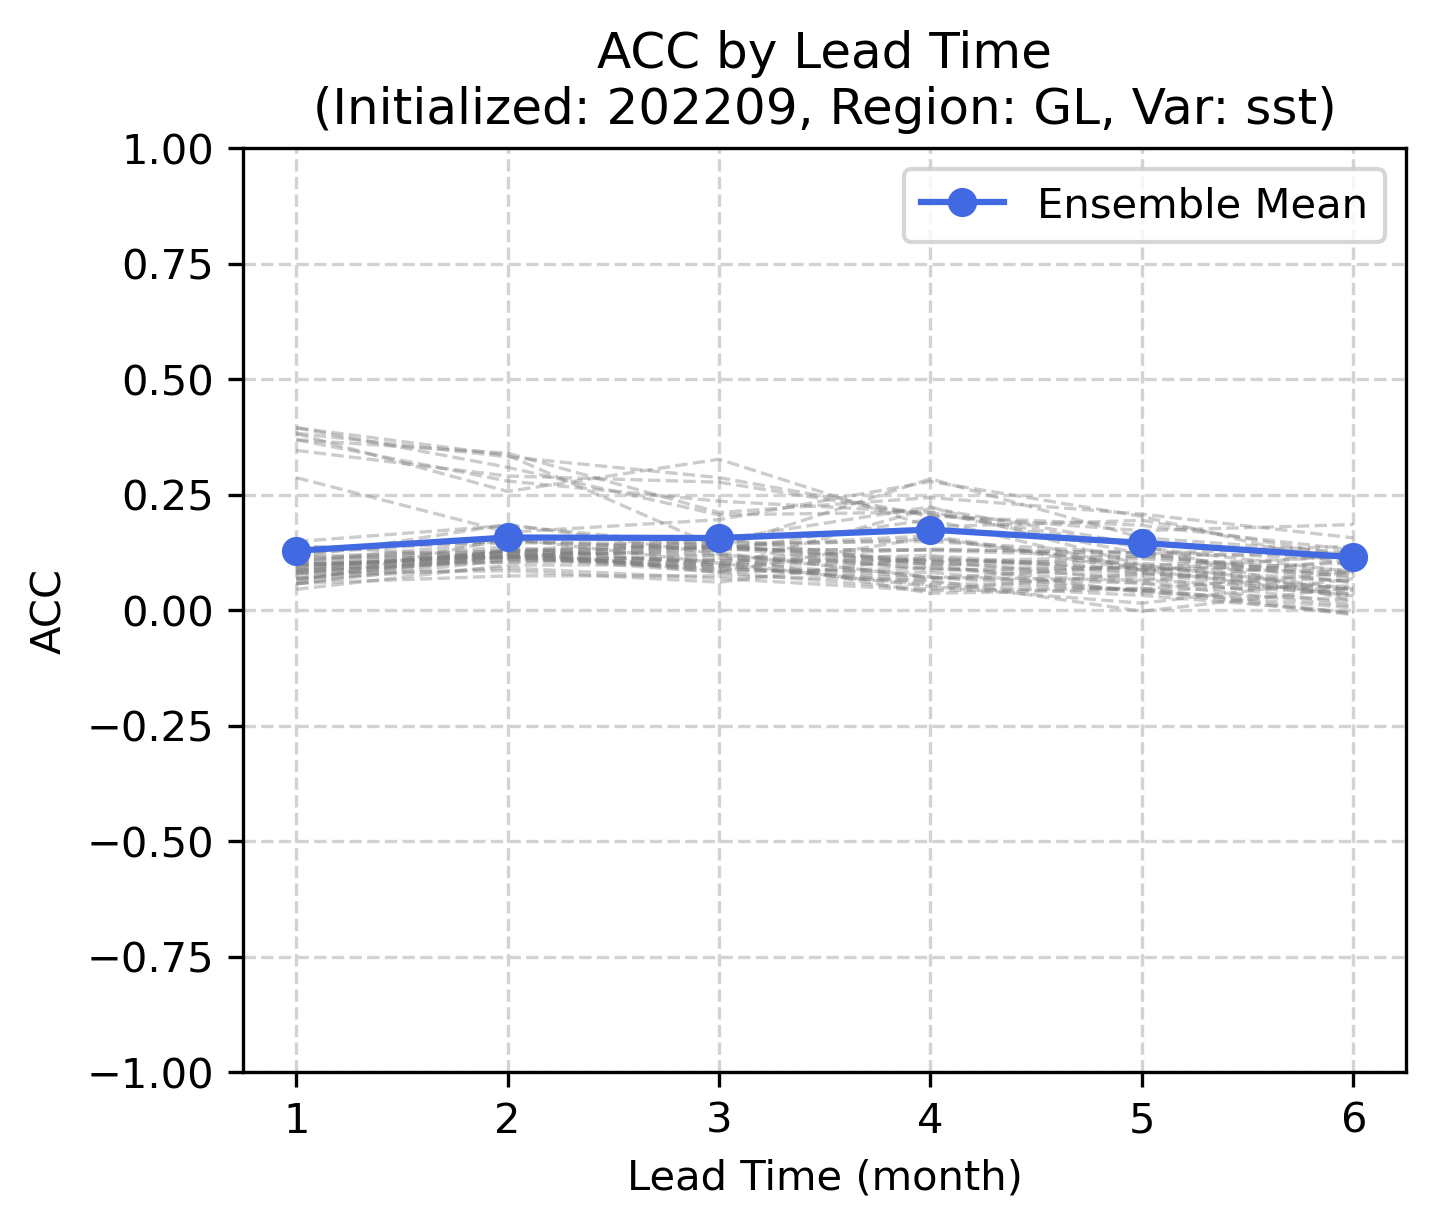 ACC by Lead Time
(Initialized: 202209, Region: GL, Var: sst)
Ensemble Mean
1.00
0.75
0.50
0.25
0.00
−0.25
−0.50
−0.75
−1.00
ACC
1 2 3 4 5 6
Lead Time (month)